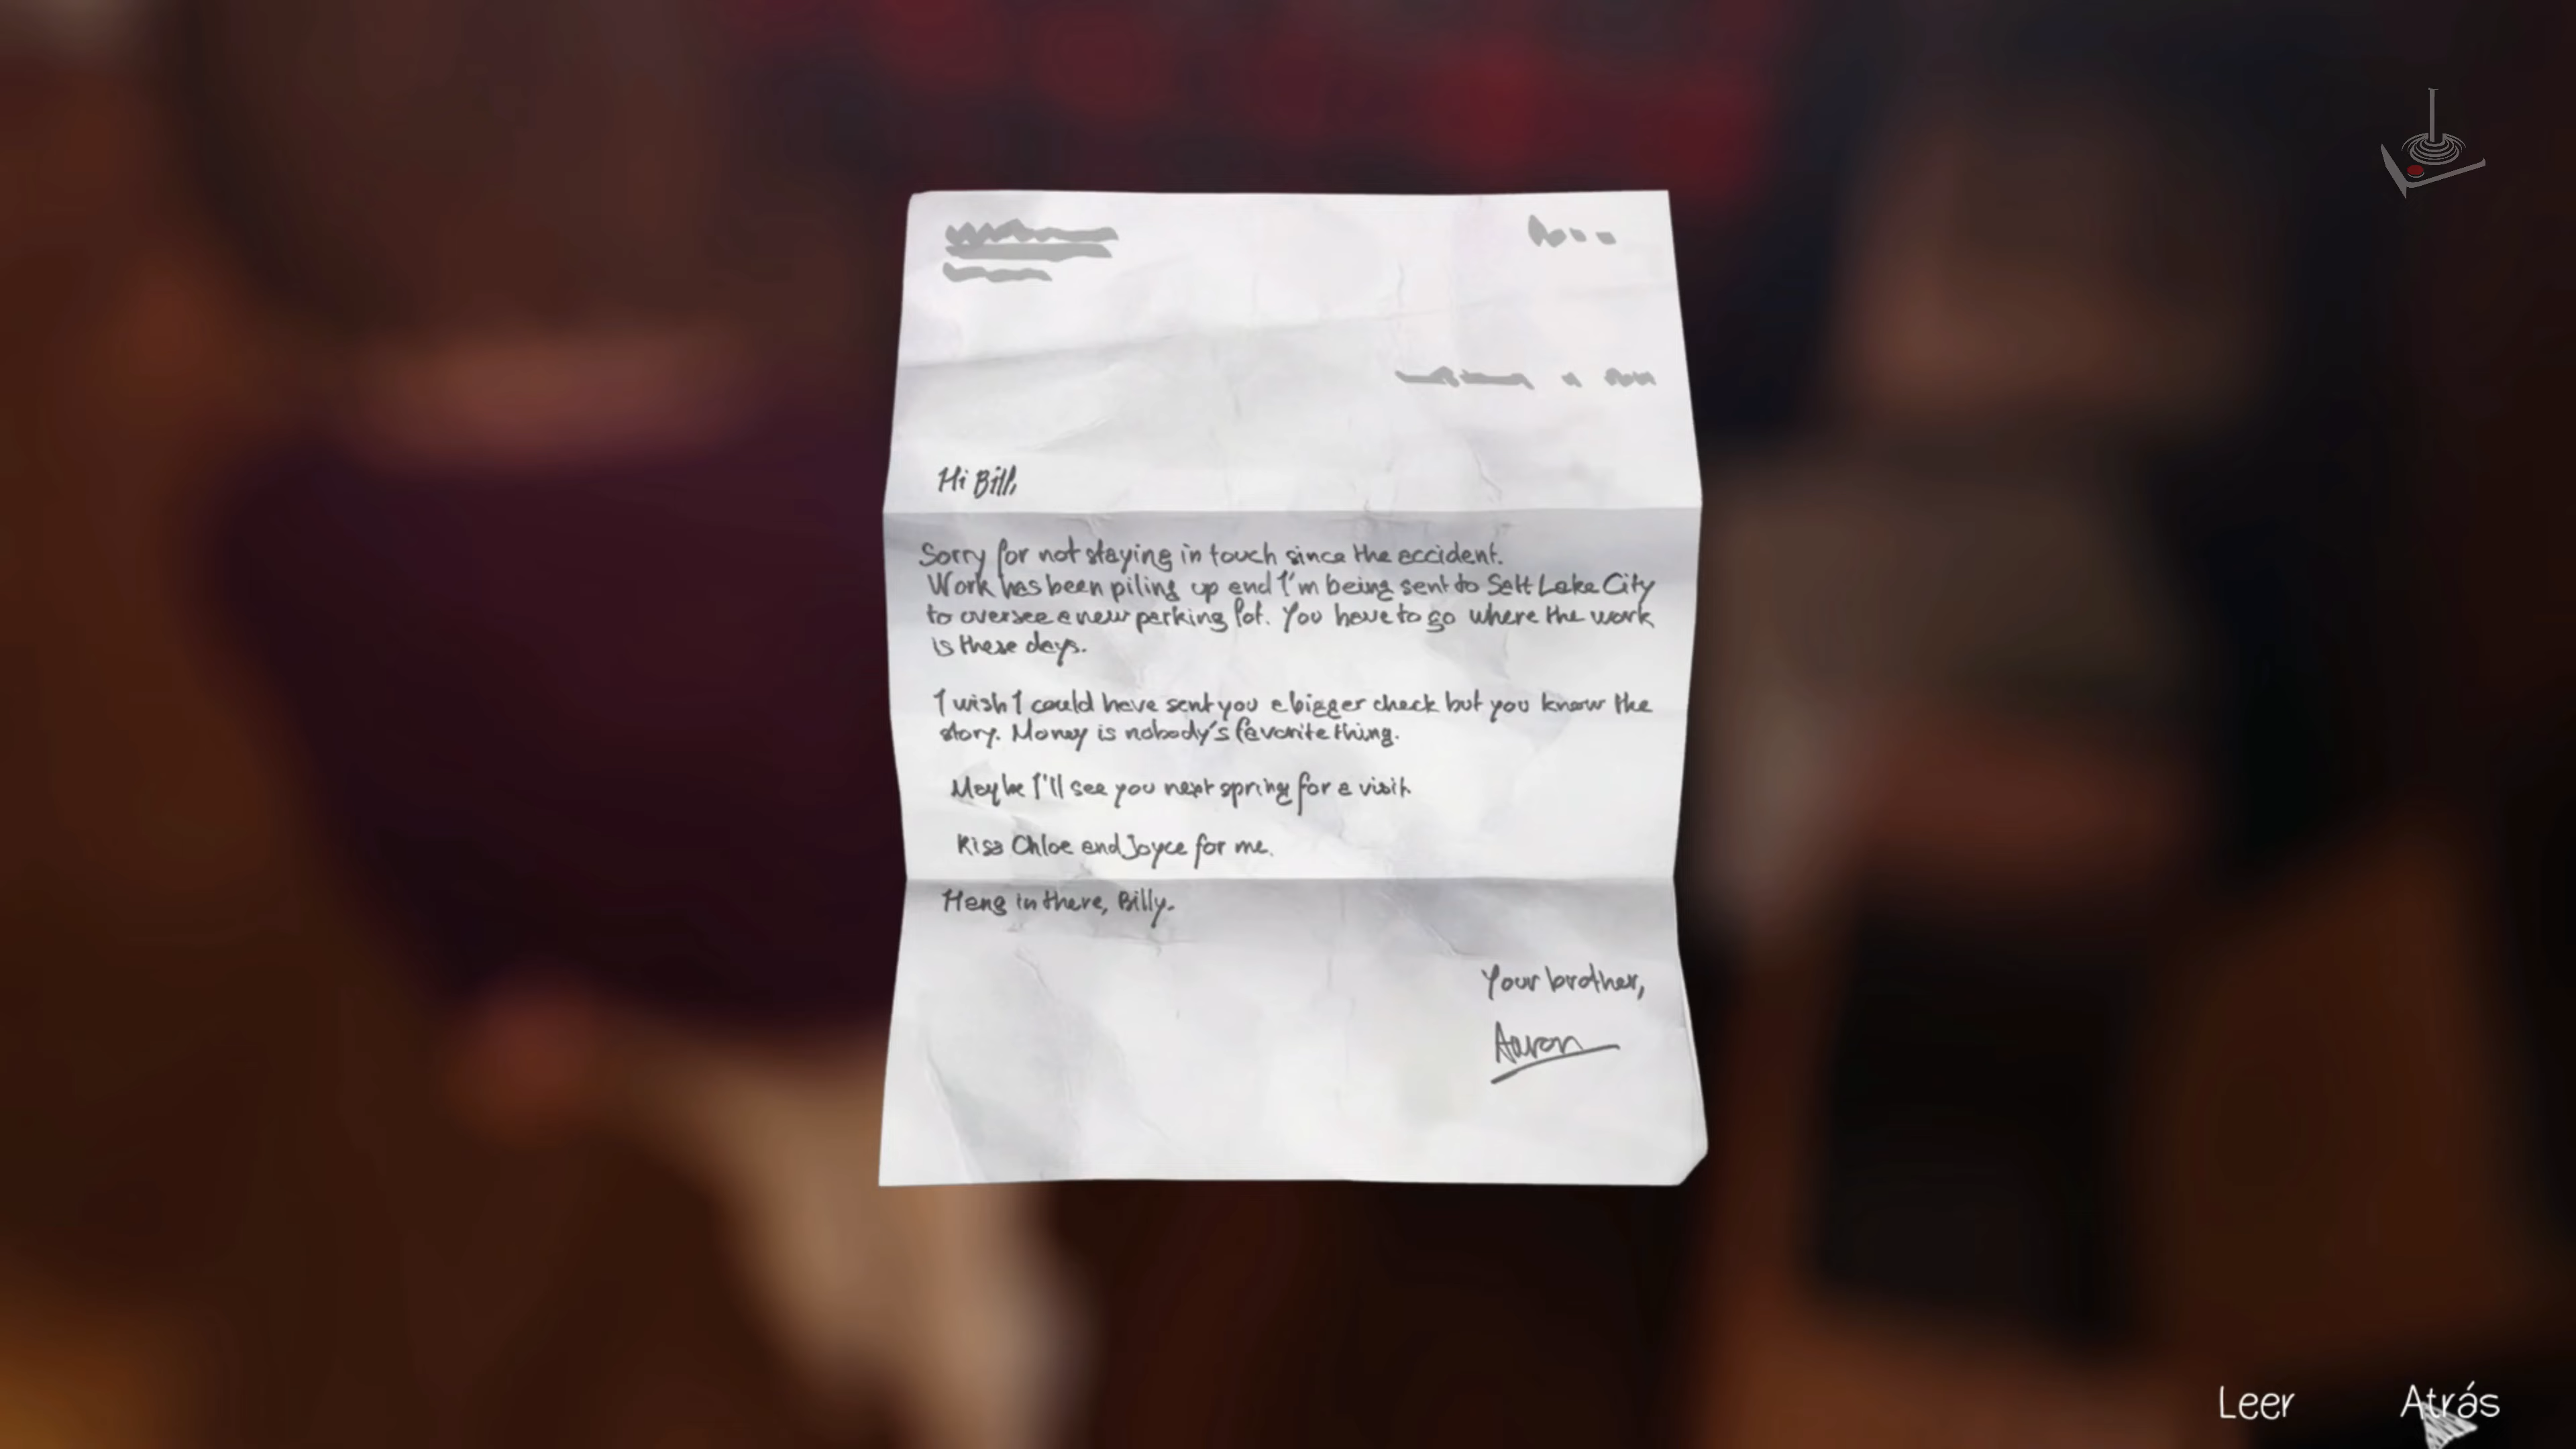 Hi Bill,
Sorry for not staying in touch since the accident.
Work has been piling up and I'm being sent to Salt Lake City
to oversee a new parking lot. You have to go where the work
is these days.
I wish I could have sent you a bigger check but you know the
story. Money is nobody's favorite thing.
Maybe I'll see you next spring for a visit.
Kiss Chloe and Joyce for me.
Hang in there, Billy.
Your brother,
Aaron
Leer
Atrás